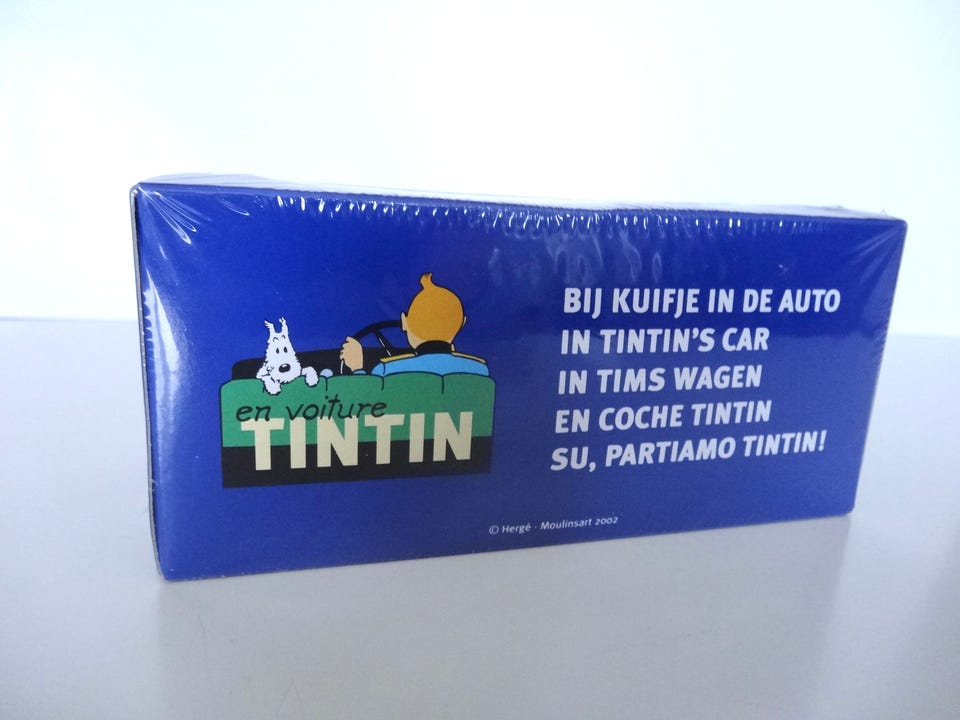 en voiture
TINTIN
BIJ KUIFJE IN DE AUTO
IN TINTIN'S CAR
IN TIMS WAGEN
EN COCHE TINTIN
SU, PARTIAMO TINTIN!
© Hergé - Moulinsart 2002